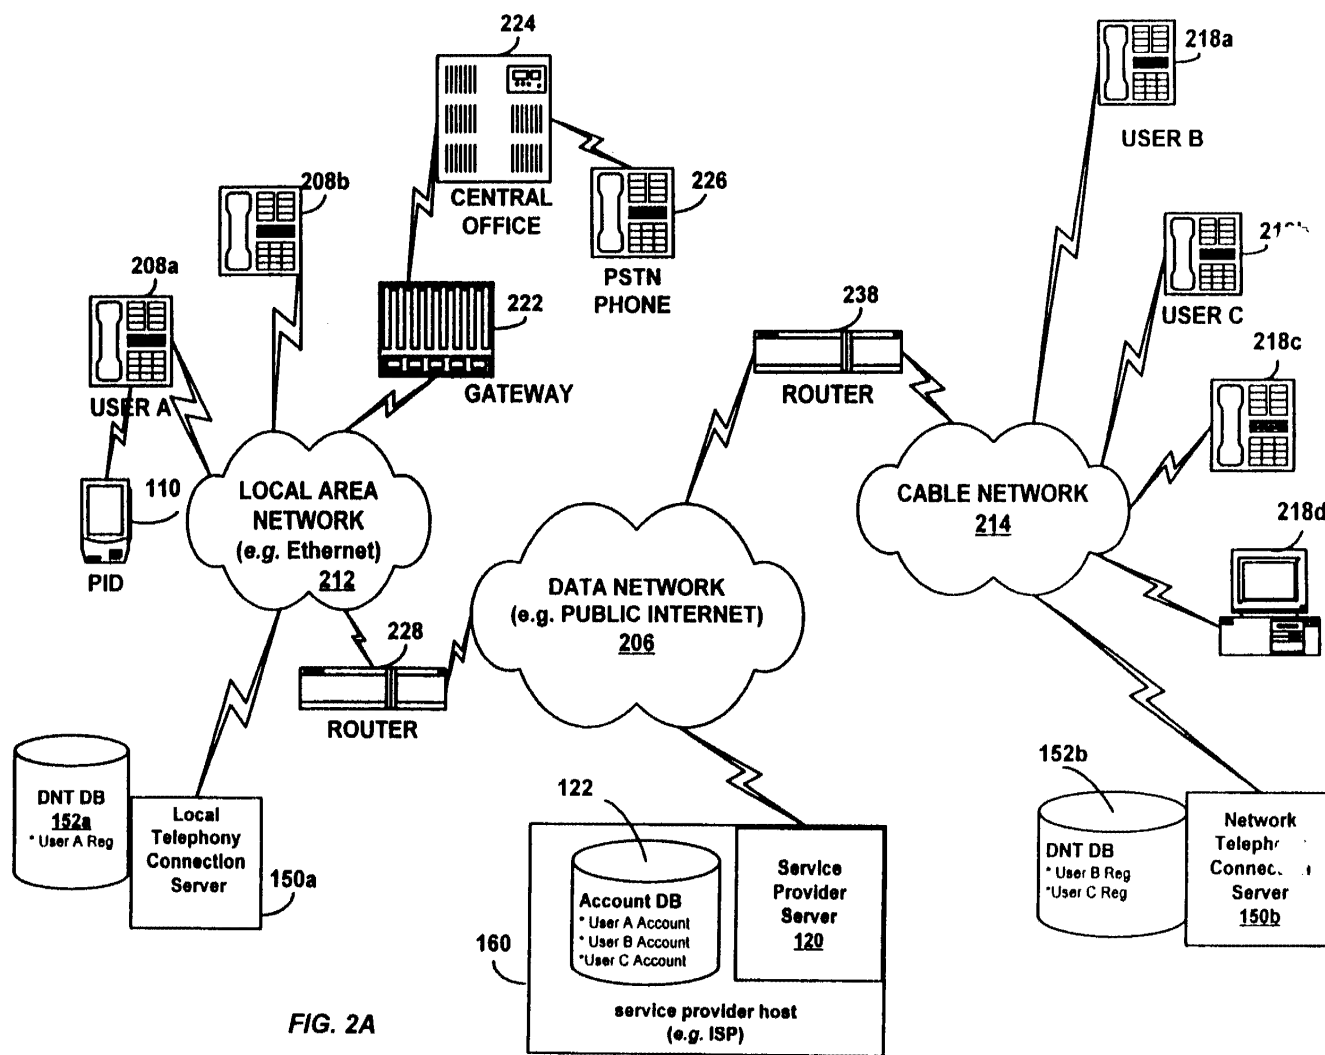 224
218a
USER B
CENTRAL
OFFICE
226
PSTN
PHONE
208b
208a
USER A
222
GATEWAY
238
ROUTER
USER C
218c
110
PID
LOCAL AREA
NETWORK
(e.g. Ethernet)
212
CABLE NETWORK
214
218d
DATA NETWORK
(e.g. PUBLIC INTERNET)
206
228
ROUTER
DNT DB
152a
* User A Reg
Local
Telephony
Connection
Server
150a
122
Account DB
* User A Account
* User B Account
*User C Account
Service
Provider
Server
120
160
service provider host
(e.g. ISP)
152b
DNT DB
* User B Reg
*User C Reg
Network
Server
150b
FIG. 2A